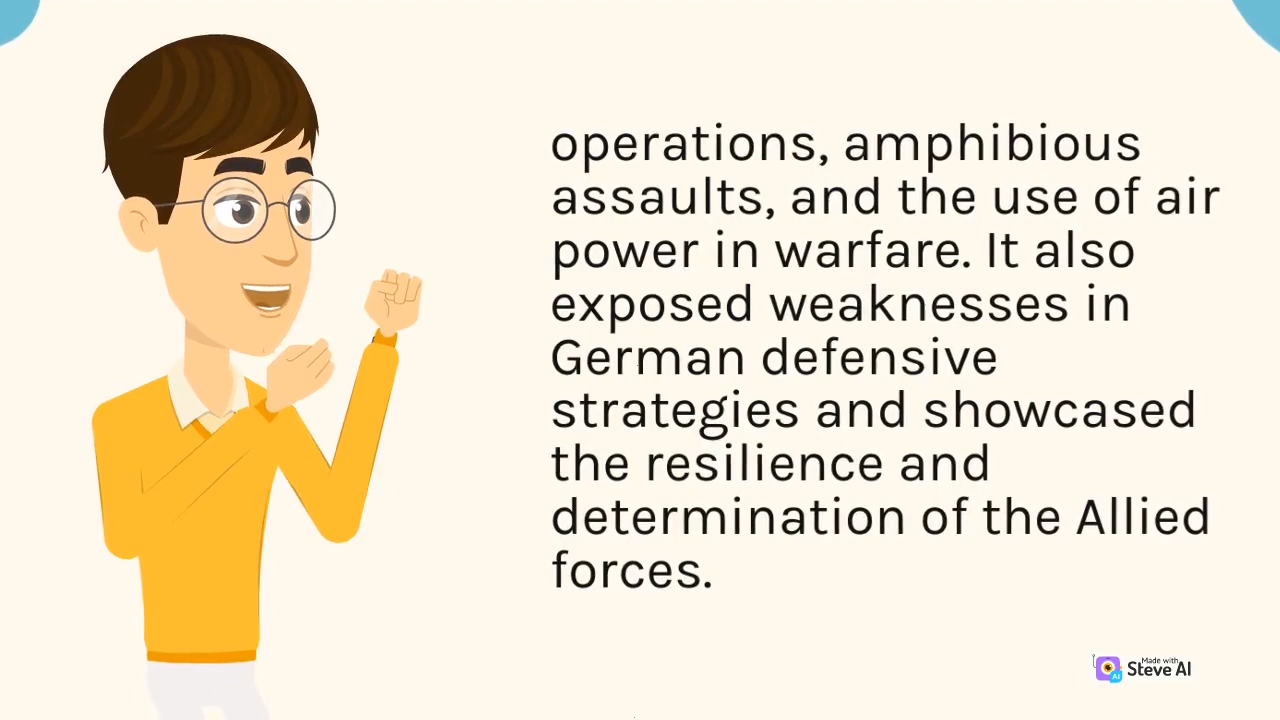 operations, amphibious
assaults, and the use of air
power in warfare. It also
exposed weaknesses in
German defensive
strategies and showcased
the resilience and
determination of the Allied
forces.
Made with
Steve AI
AI